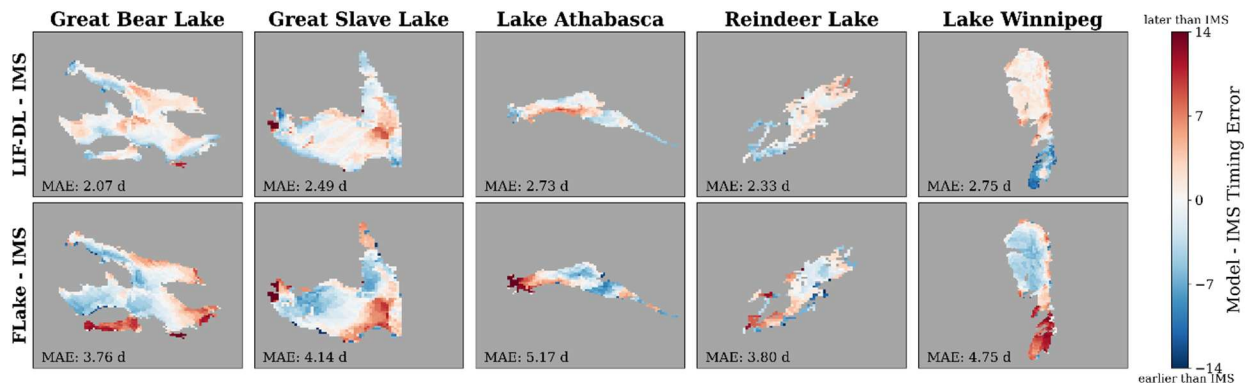 Great Bear Lake
Great Slave Lake
Lake Athabasca
Reindeer Lake
Lake Winnipeg
later than IMS
LIF-DL - IMS
MAE: 2.07 d
MAE: 2.49 d
MAE: 2.73 d
MAE: 2.33 d
MAE: 2.75 d
FLake - IMS
MAE: 3.76 d
MAE: 4.14 d
MAE: 5.17 d
MAE: 3.80 d
MAE: 4.75 d
14
7
0
−7
−14
Model - IMS Timing Error
earlier than IMS